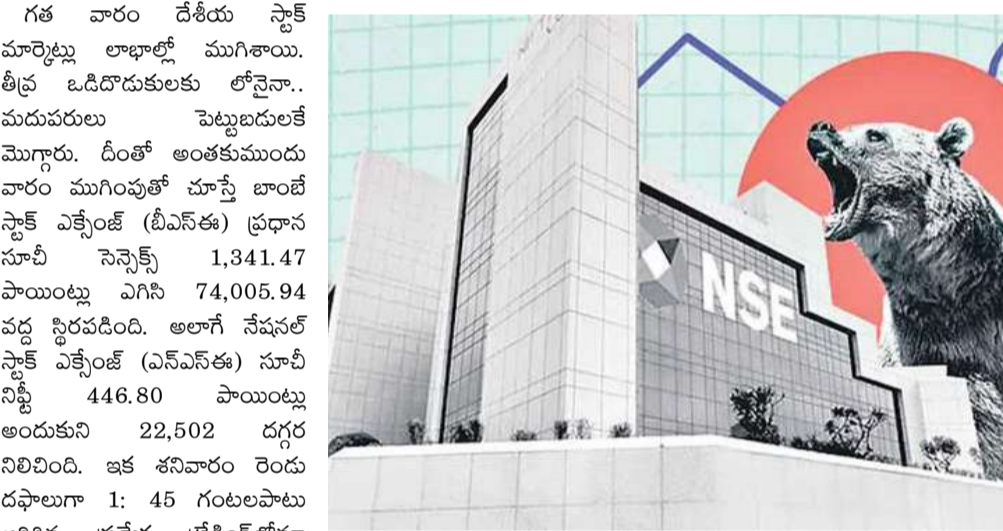 గత వారం దేశీయ స్టాక్
మార్కెట్లు లాభాల్లో ముగిశాయి.
తీవ్ర ఒడిదొడుకులకు లోనైనా..
మదుపరులు పెట్టుబడులకే
మొగ్గారు. దీంతో అంతకుముందు
వారం ముగింపుతో చూస్తే బాంబే
స్టాక్ ఎక్సేంజ్ (బీఎస్ఈ) ప్రధాన
సూచీ సెన్సెక్స్ 1,341.47
పాయింట్లు ఎగిసి 74,005.94
వద్ద స్థిరపడింది. అలాగే నేషనల్
స్టాక్ ఎక్సేంజ్ (ఎన్ఎస్ఈ) సూచీ
నిఫ్టీ 446.80 పాయింట్లు
అందుకుని 22,502 దగ్గర
నిలిచింది. ఇక శనివారం రెండు
దఫాలుగా 1: 45 గంటలపాటు
NSE